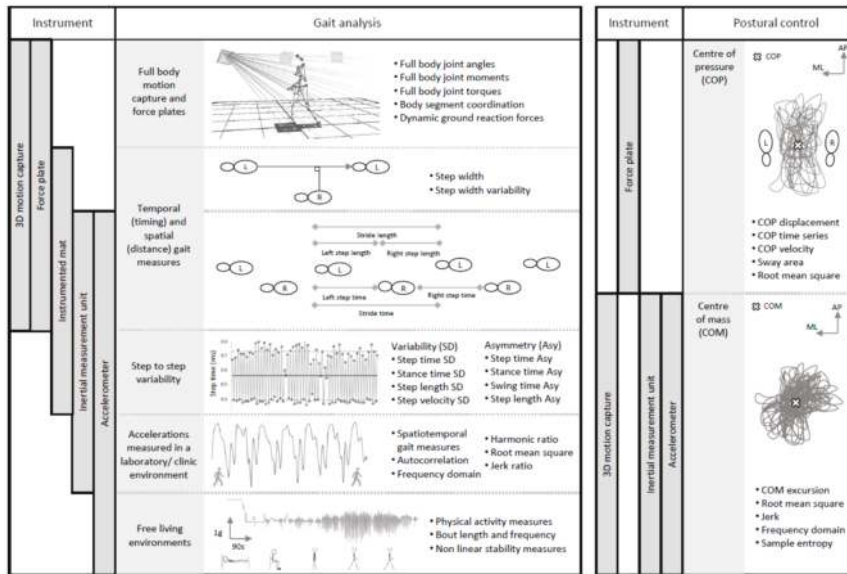 Instrument
Gait analysis
3D motion capture
Force plate
Instrumented mat
Inertial measurement unit
Accelerometer
Full body
motion
capture and
force plates
• Full body joint angles
• Full body joint moments
• Full body joint torques
• Body segment coordination
• Dynamic ground reaction forces
Temporal
(timing) and
spatial
(distance) gait
measures
L
L
R
• Step width
• Step width variability
Stride length
Left step length
Right step length
L
L
L
L
R
R
R
Left step time
Right step time
Stride time
Step to step
variability
Step time (ms)
Variability (SD)
• Step time SD
• Stance time SD
• Step length SD
• Step velocity SD
Asymmetry (Asy)
• Step time Asy
• Stance time Asy
• Swing time Asy
• Step length Asy
Accelerations
measured in a
laboratory/ clinic
environment
• Spatiotemporal
gait measures
• Autocorrelation
• Frequency domain
• Harmonic ratio
• Root mean square
• Jerk ratio
Free living
environments
1g
90s
• Physical activity measures
• Bout length and frequency
• Non linear stability measures
Instrument
Postural control
Force plate
3D motion capture
Inertial measurement unit
Accelerometer
Centre of
pressure
(COP)
COP
AP
ML
L
R
• COP displacement
• COP time series
• COP velocity
• Sway area
• Root mean square
Centre
of mass
(COM)
COM
AP
ML
• COM excursion
• Root mean square
• Jerk
• Frequency domain
• Sample entropy